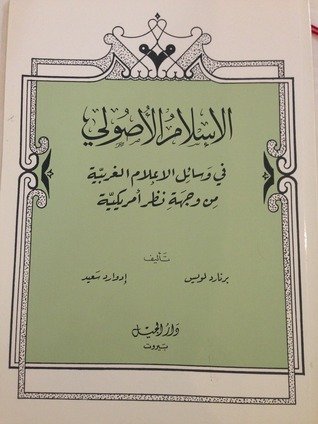 الإسلام الأصولي
في وسائل الإعلام الغربية
من وجهة نظر أمريكية
تأليف
برنارد لويس إدوارد سعيد
دار الجيل
بيروت